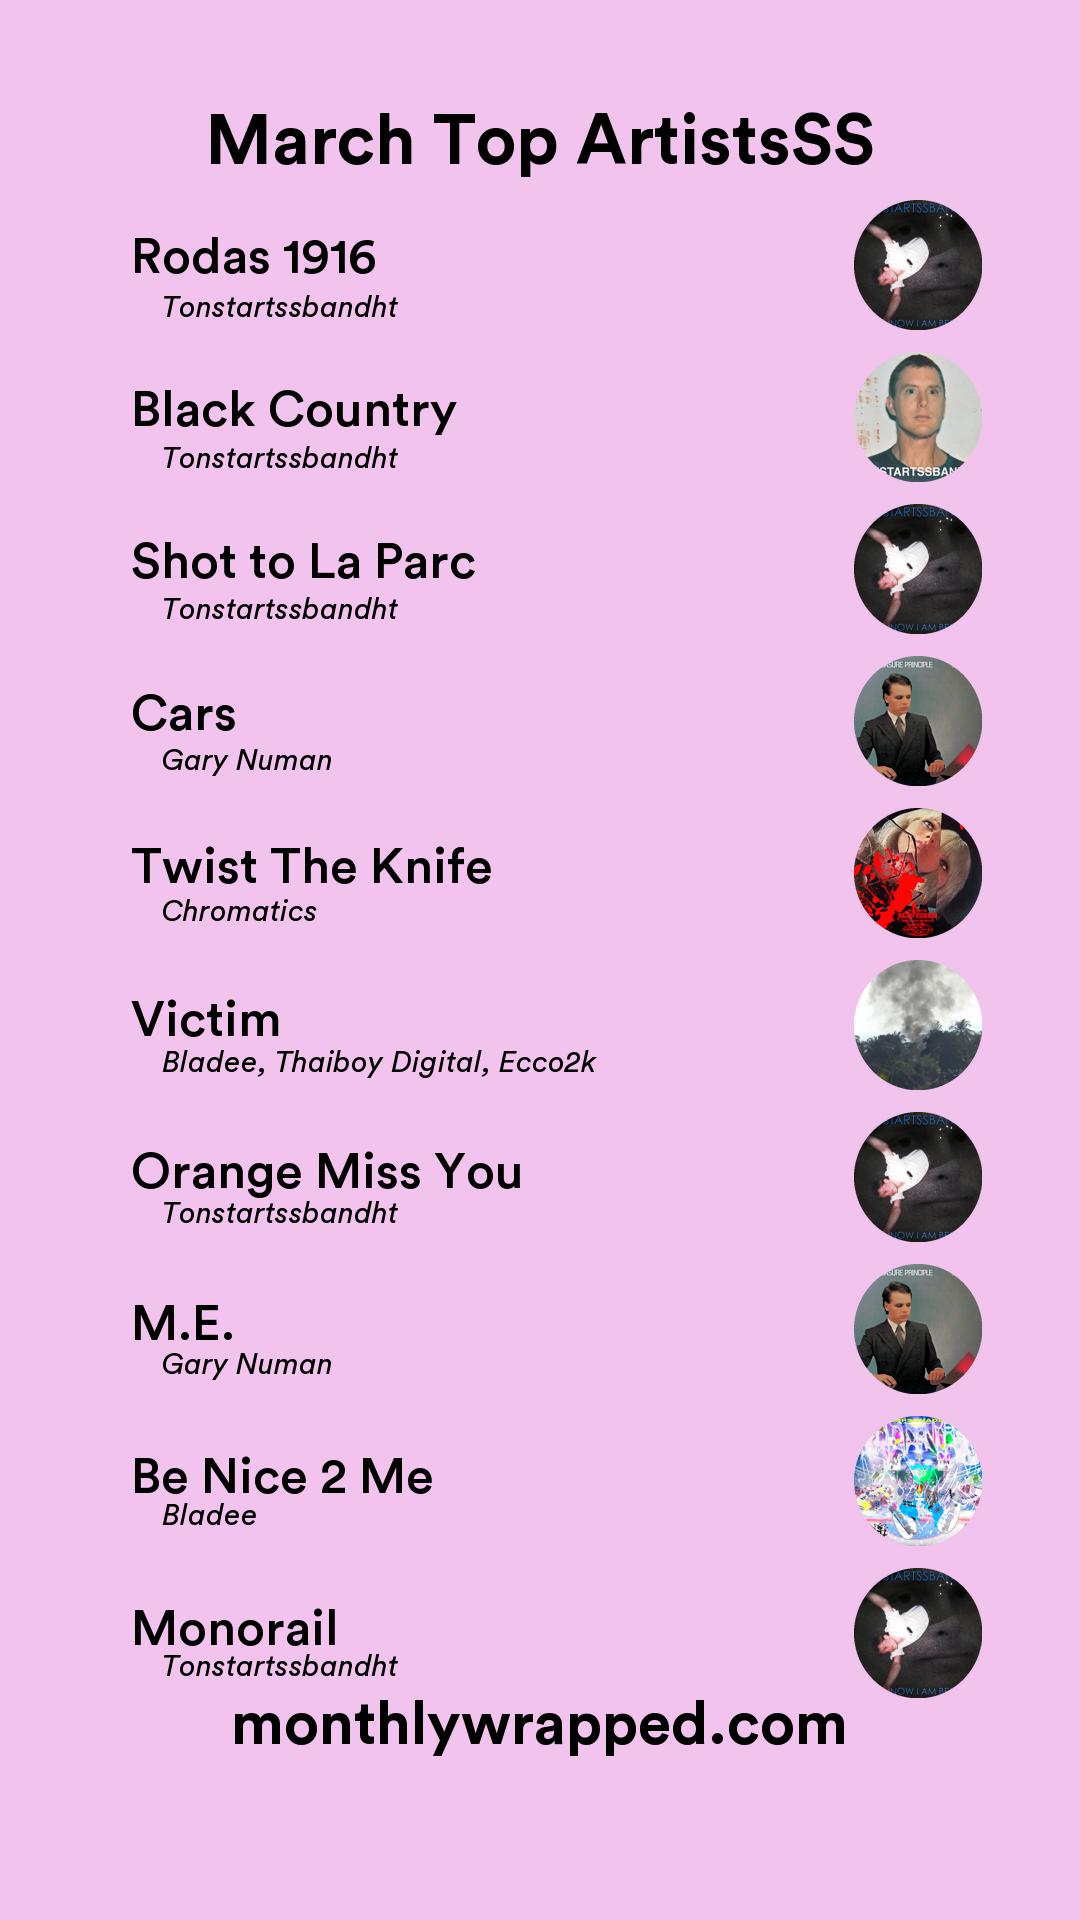 March Top ArtistsSS
Rodas 1916
Tonstartssbandht
Black Country
Tonstartssbandht
STARTSSBAN
Shot to La Parc
Tonstartssbandht
Cars
Gary Numan
Twist The Knife
Chromatics
Victim
Bladee, Thaiboy Digital, Ecco2k
Orange Miss You
Tonstartssbandht
M.E.
Gary Numan
Be Nice 2 Me
Bladee
Monorail
Tonstartssbandht
monthlywrapped.com